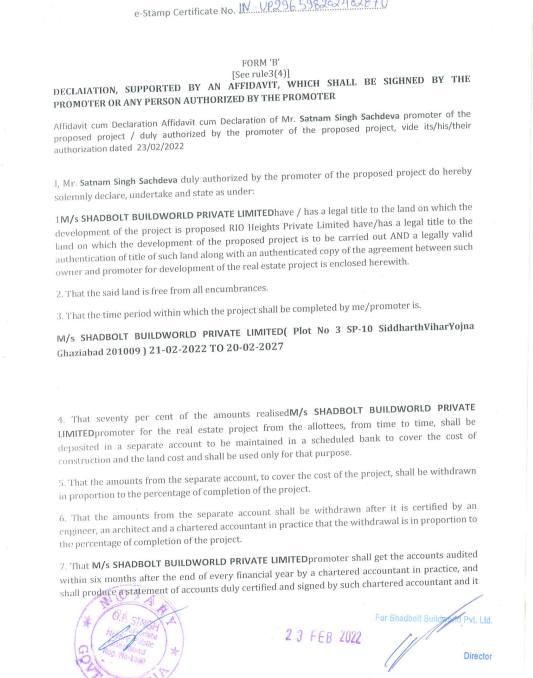 e-Stamp Certificate No. IN-UP296598
FORM 'B'
[See rule3(4)]
DECLAIATION, SUPPORTED BY AN AFFIDAVIT, WHICH SHALL BE SIGHNED BY THE
PROMOTER OR ANY PERSON AUTHORIZED BY THE PROMOTER
Affidavit cum Declaration Affidavit cum Declaration of Mr. Satnam Singh Sachdeva promoter of the
proposed project / duly authorized by the promoter of the proposed project, vide its/his/their
authorization dated 23/02/2022
I, Mr. Satnam Singh Sachdeva duly authorized by the promoter of the proposed project do hereby
solemnly declare, undertake and state as under:
1M/s SHADBOLT BUILDWORLD PRIVATE LIMITEDhave / has a legal title to the land on which the
development of the project is proposed RIO Heights Private Limited have/has a legal title to the
land on which the development of the proposed project is to be carried out AND a legally valid
authentication of title of such land along with an authenticated copy of the agreement between such
owner and promoter for development of the real estate project is enclosed herewith.
2. That the said land is free from all encumbrances.
3. That the time period within which the project shall be completed by me/promoter is.
M/s SHADBOLT BUILDWORLD PRIVATE LIMITED( Plot No 3 SP-10 SiddharthViharYojna
Ghaziabad 201009 ) 21-02-2022 TO 20-02-2027
4. That seventy per cent of the amounts realisedM/s SHADBOLT BUILDWORLD PRIVATE
LIMITEDpromoter for the real estate project from the allottees, from time to time, shall be
deposited in a separate account to be maintained in a scheduled bank to cover the cost of
construction and the land cost and shall be used only for that purpose.
5. That the amounts from the separate account, to cover the cost of the project, shall be withdrawn
in proportion to the percentage of completion of the project.
6. That the amounts from the separate account shall be withdrawn after it is certified by an
engineer, an architect and a chartered accountant in practice that the withdrawal is in proportion to
the percentage of completion of the project.
7. That M/s SHADBOLT BUILDWORLD PRIVATE LIMITEDpromoter shall get the accounts audited
within six months after the end of every financial year by a chartered accountant in practice, and
shall produce a statement of accounts duly certified and signed by such chartered accountant and it
NOTARY
O.P. SINGH
GOVT
23 FEB 2022
For Shadbolt Buildworld Pvt. Ltd.
Director